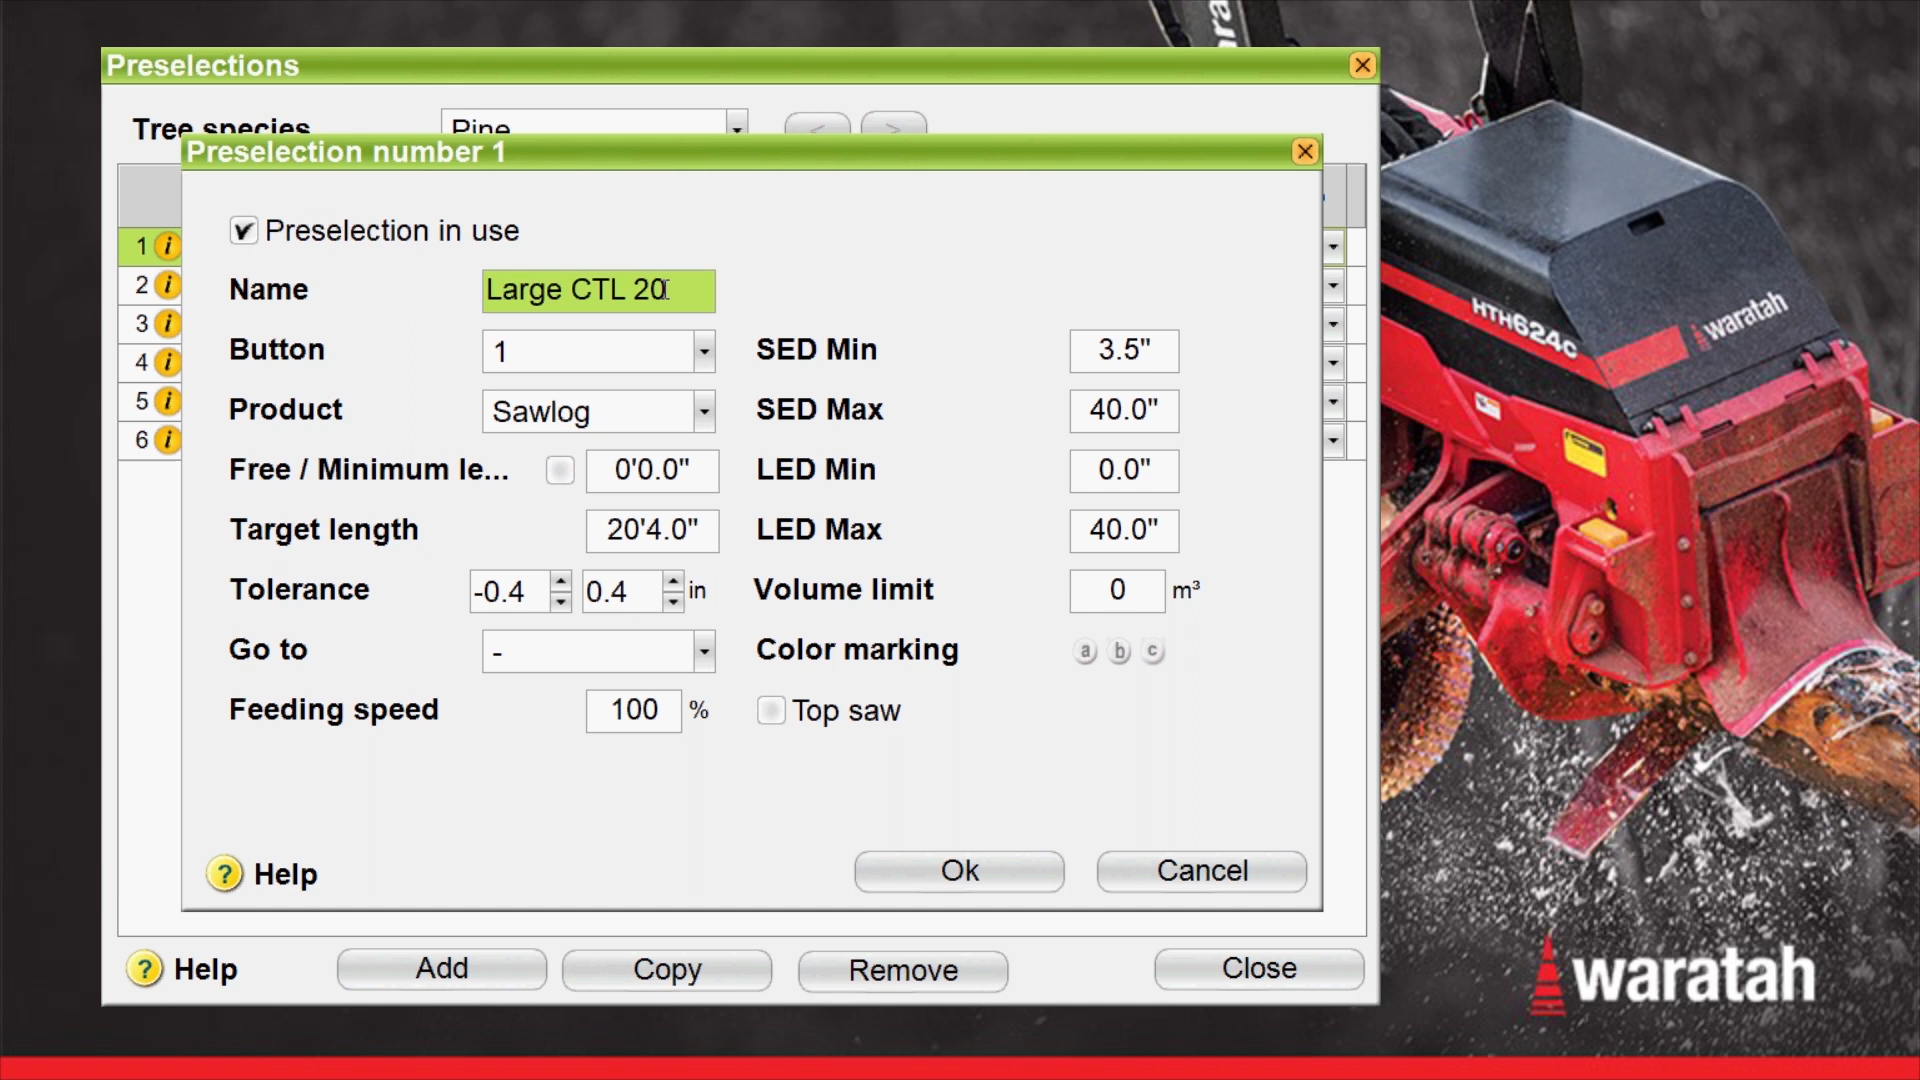 Preselections
Tree species Pine < >
Preselection number 1
Preselection in use
1 i
2 i
3 i
4 i
5 i
6 i
Name Large CTL 20
Button 1 SED Min 3.5"
Product Sawlog SED Max 40.0"
Free / Minimum le... 0'0.0" LED Min 0.0"
Target length 20'4.0" LED Max 40.0"
Tolerance -0.4 0.4 in Volume limit 0 m³
Go to - Color marking a b c
Feeding speed 100 % Top saw
? Help Ok Cancel
? Help Add Copy Remove Close
HTH624C waratah
waratah